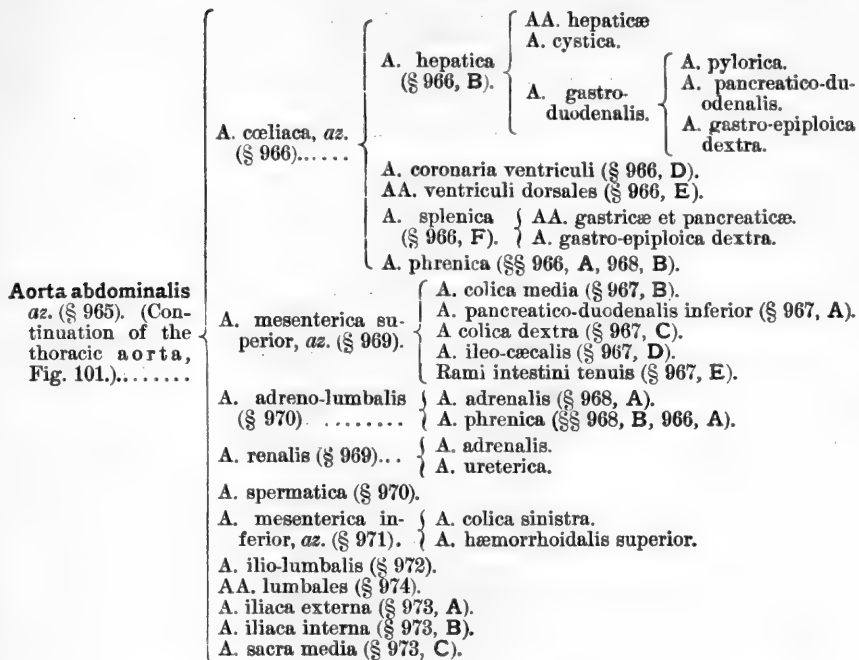 AA. hepaticæ
A. cystica.
A. hepatica
(§ 966, B).
A. gastro-
duodenalis.
A. pylorica.
A. pancreatico-du-
odenalis.
A. gastro-epiploica
dextra.
A. cœliaca, az.
(§ 966)......
A. coronaria ventriculi (§ 966, D).
AA. ventriculi dorsales (§ 966, E).
A. splenica
(§ 966, F).
AA. gastricæ et pancreaticæ.
A. gastro-epiploica dextra.
A. phrenica (§§ 966, A, 968, B).
Aorta abdominalis
az. (§ 965). (Con-
tinuation of the
thoracic aorta,
Fig. 101.)........
A. mesenterica su-
perior, az. (§ 969).
A. colica media (§ 967, B).
A. pancreatico-duodenalis inferior (§ 967, A).
A colica dextra (§ 967, C).
A. ileo-cæcalis (§ 967, D).
Rami intestini tenuis (§ 967, E).
A. adreno-lumbalis
(§ 970) ........
A. adrenalis (§ 968, A).
A. phrenica (§§ 968, B, 966, A).
A. renalis (§ 969)...
A. adrenalis.
A. ureterica.
A. spermatica (§ 970).
A. mesenterica in-
ferior, az. (§ 971).
A. colica sinistra.
A. hæmorrhoidalis superior.
A. ilio-lumbalis (§ 972).
AA. lumbales (§ 974).
A. iliaca externa (§ 973, A).
A. iliaca interna (§ 973, B).
A. sacra media (§ 973, C).